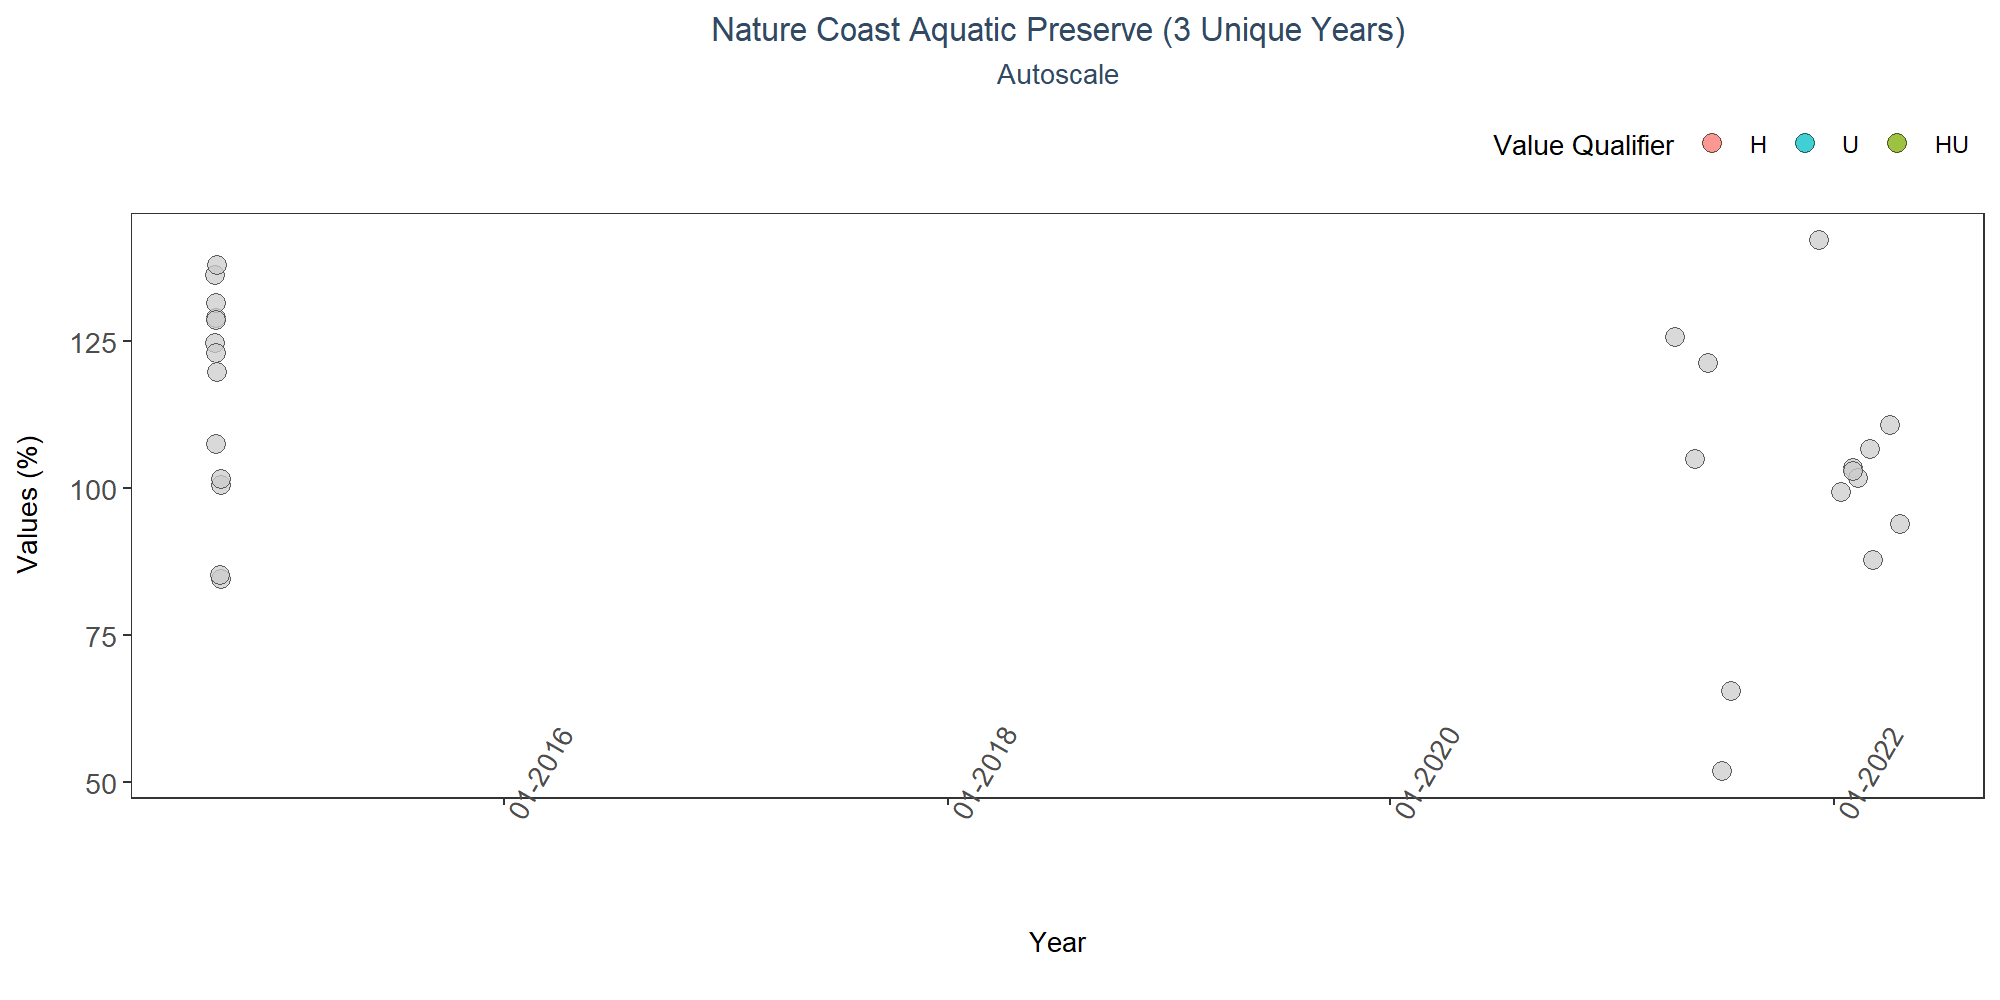 Nature Coast Aquatic Preserve (3 Unique Years)
Autoscale
Value Qualifier H U HU
Values (%)
125
100
75
50
01-2016
01-2018
01-2020
01-2022
Year